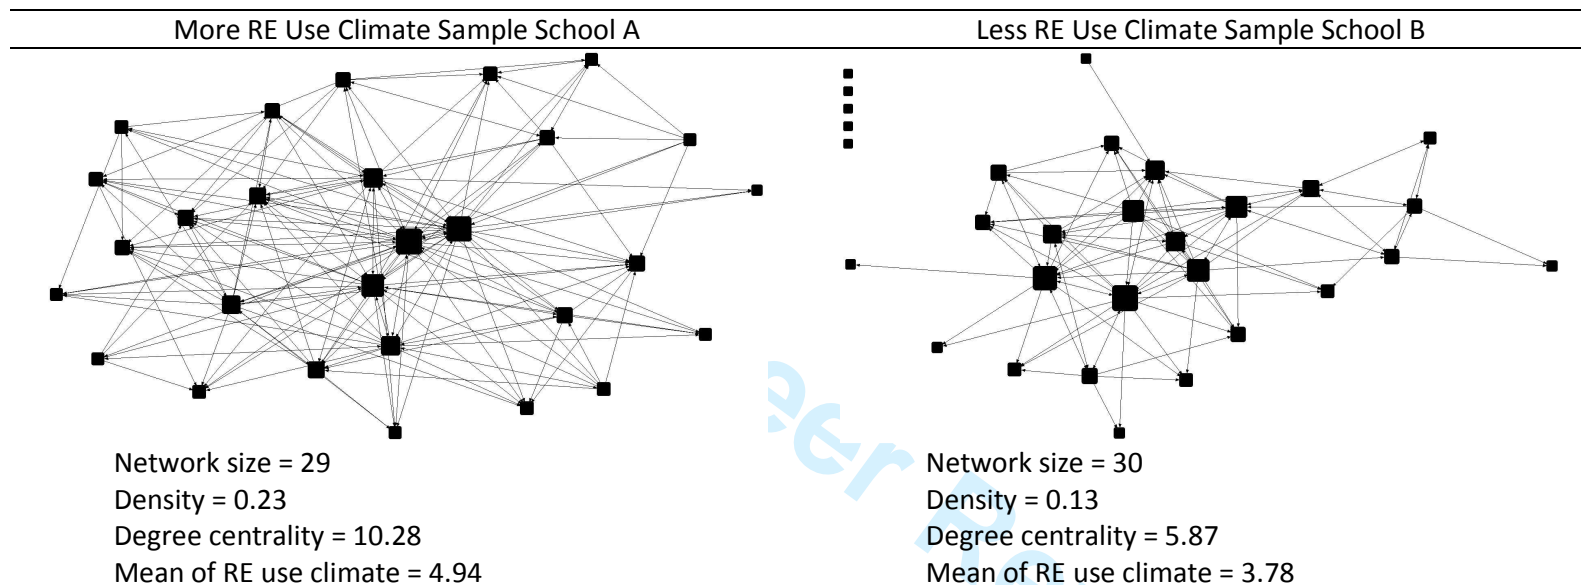 More RE Use Climate Sample School A
Less RE Use Climate Sample School B
Network size = 29
Density = 0.23
Degree centrality = 10.28
Mean of RE use climate = 4.94
Network size = 30
Density = 0.13
Degree centrality = 5.87
Mean of RE use climate = 3.78
eer Re